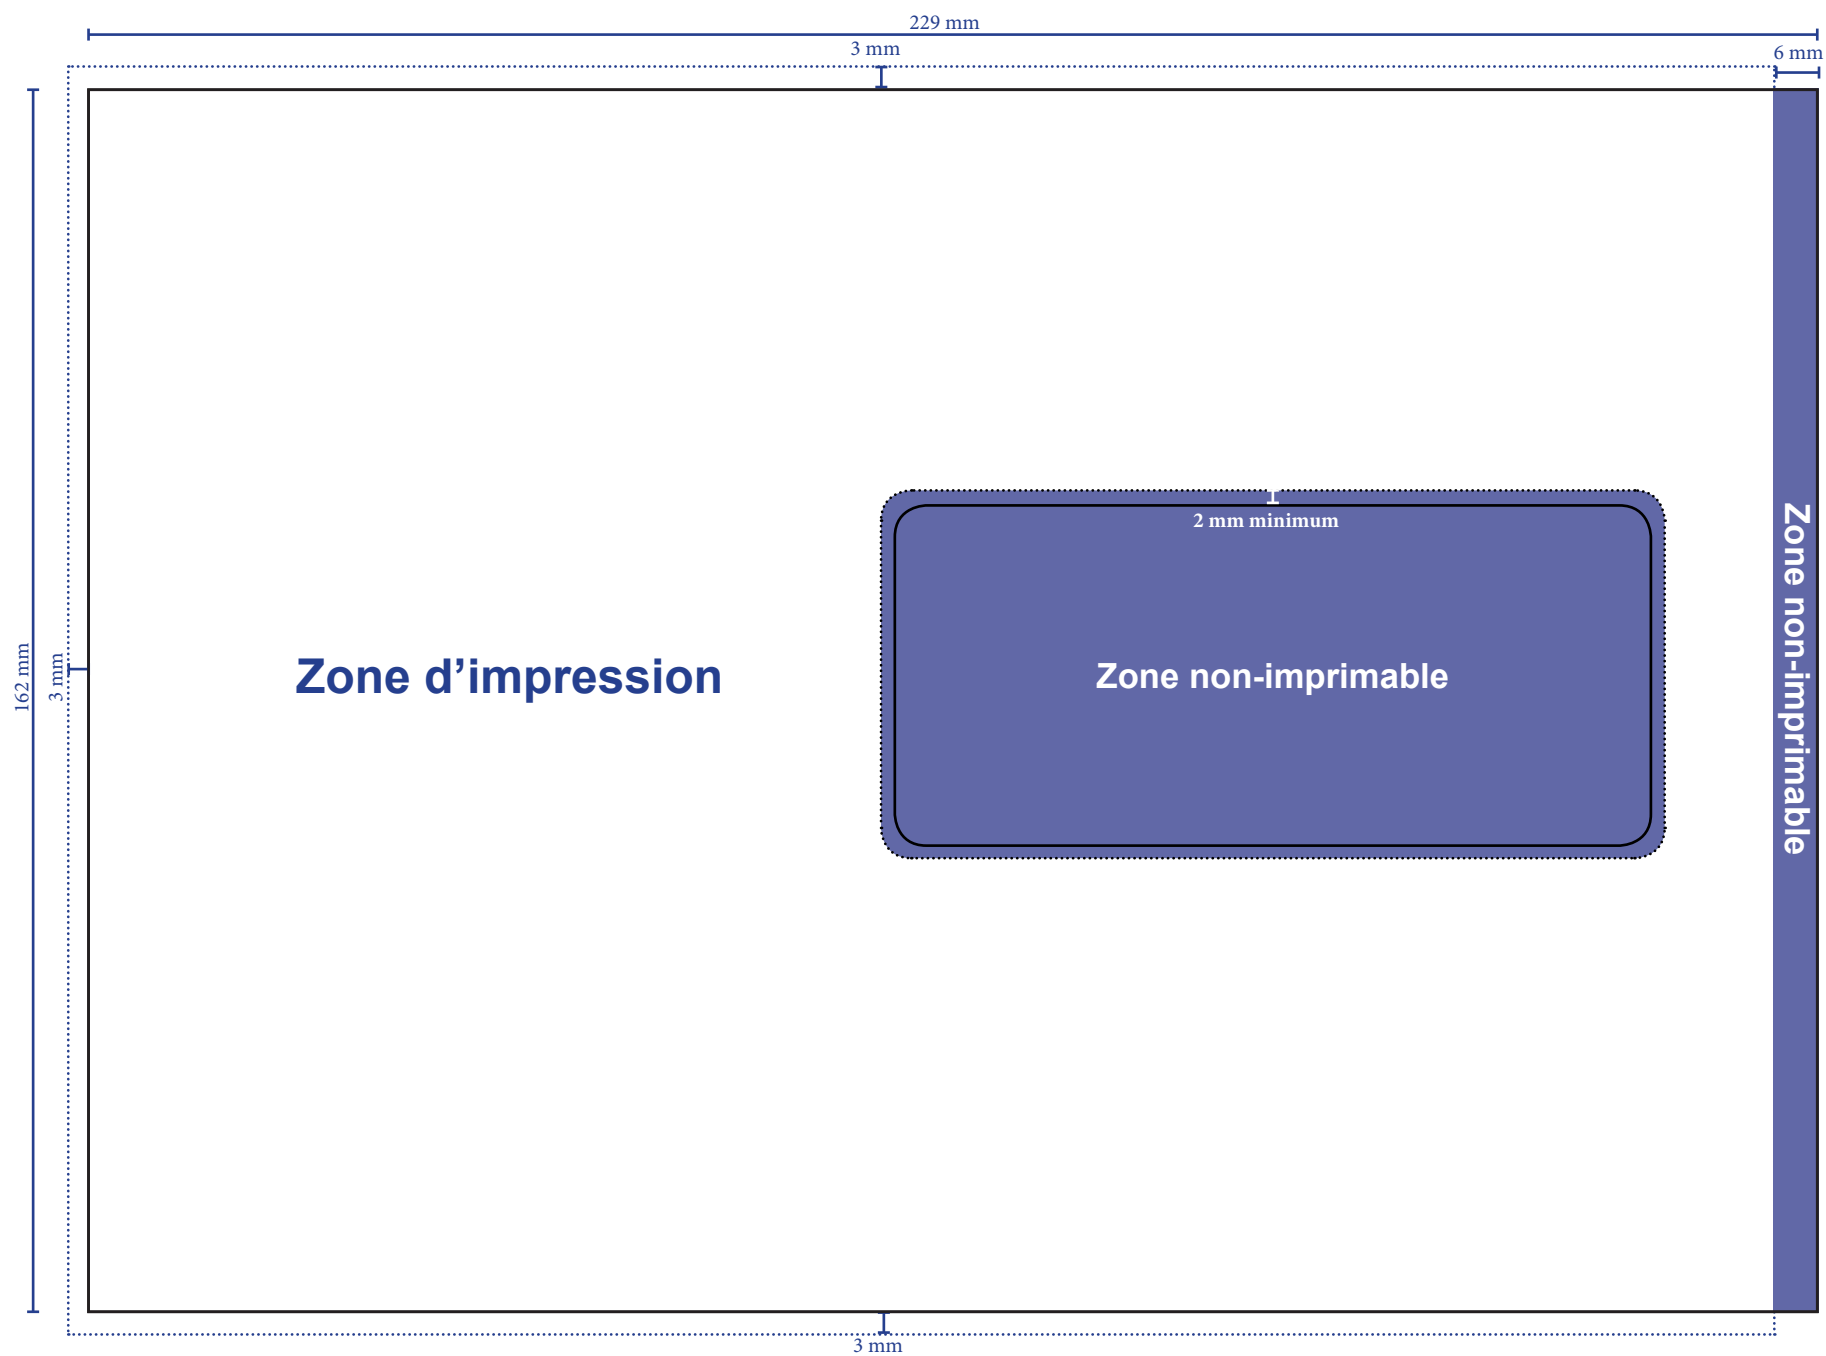 229 mm
3 mm
6 mm
2 mm minimum
Zone d’impression
Zone non-imprimable
Zone non-imprimable
162 mm
3 mm
3 mm